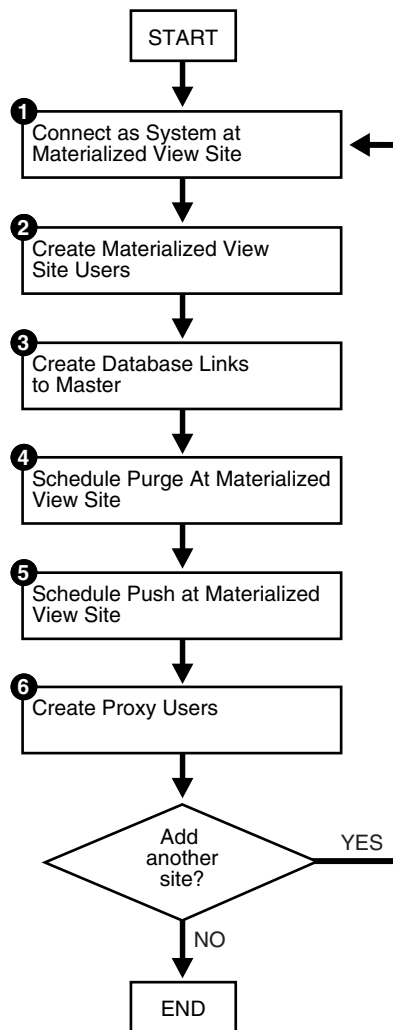 START
1
Connect as System at
Materialized View Site
2
Create Materialized View
Site Users
3
Create Database Links
to Master
4
Schedule Purge At Materialized
View Site
5
Schedule Push at Materialized
View Site
6
Create Proxy Users
Add
another
site?
YES
NO
END